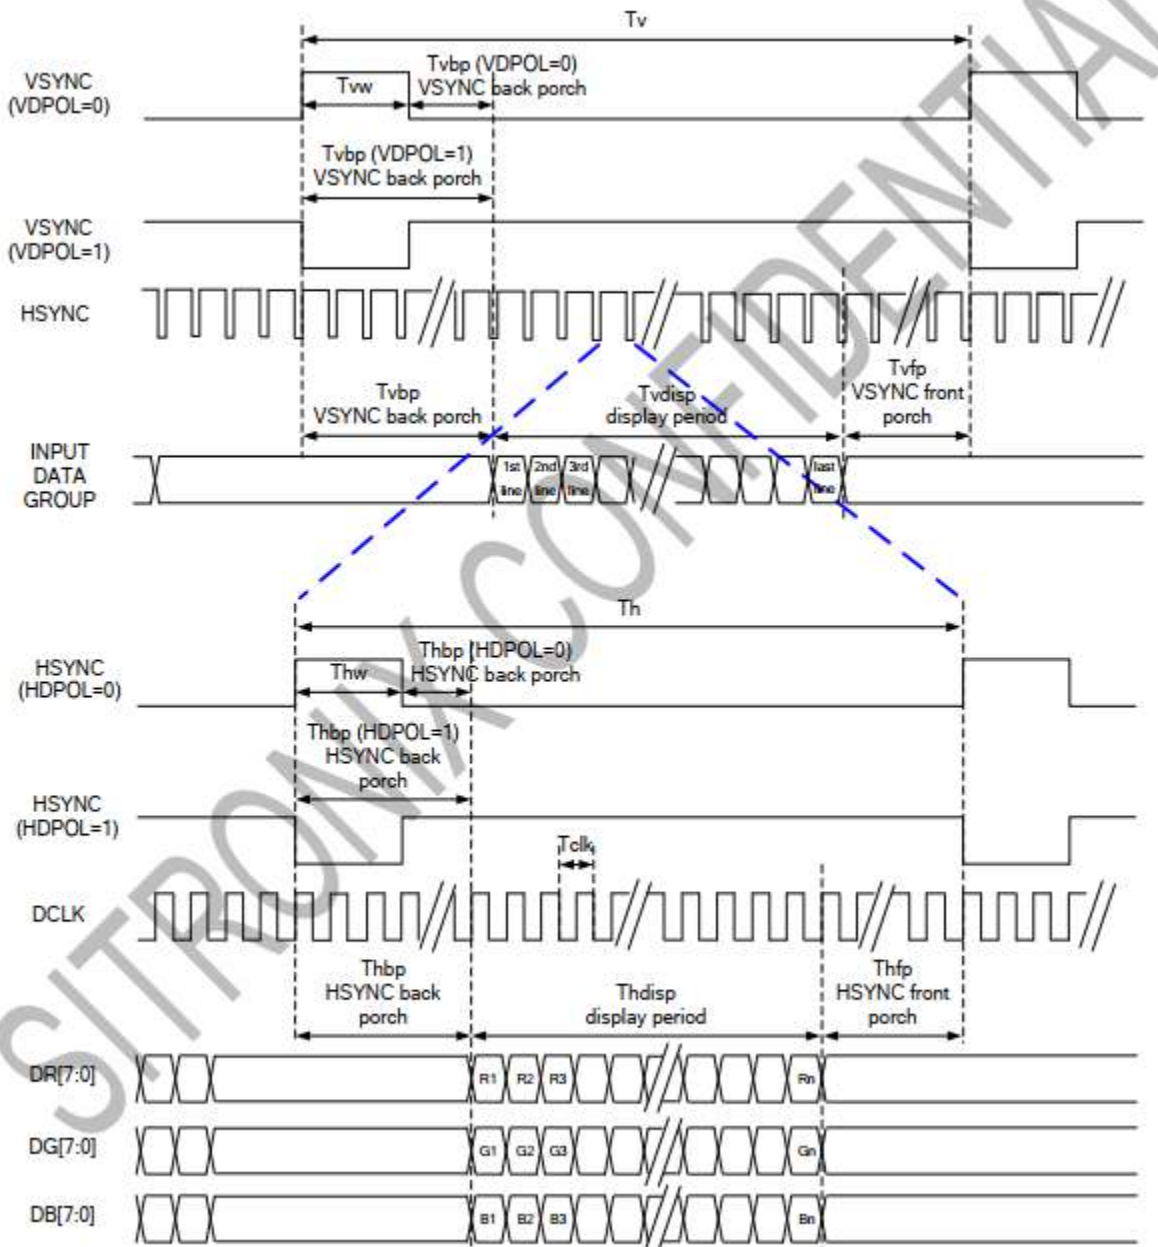 Tv
VSYNC
(VDPOL=0)
Tvw
Tvbp (VDPOL=0)
VSYNC back porch
Tvbp (VDPOL=1)
VSYNC back porch
VSYNC
(VDPOL=1)
HSYNC
Tvbp
VSYNC back porch
Tvdisp
display period
Tvfp
VSYNC front
porch
INPUT
DATA
GROUP
1st
line
2nd
line
3rd
line
last
line
Th
HSYNC
(HDPOL=0)
Thw
Thbp (HDPOL=0)
HSYNC back porch
Thbp (HDPOL=1)
HSYNC back
porch
HSYNC
(HDPOL=1)
Tclk
DCLK
Thbp
HSYNC back
porch
Thdisp
display period
Thfp
HSYNC front
porch
DR[7:0]
R1 R2 R3 Rn
DG[7:0]
G1 G2 G3 Gn
DB[7:0]
B1 B2 B3 Bn
SITRONIX CONFIDENTIAL